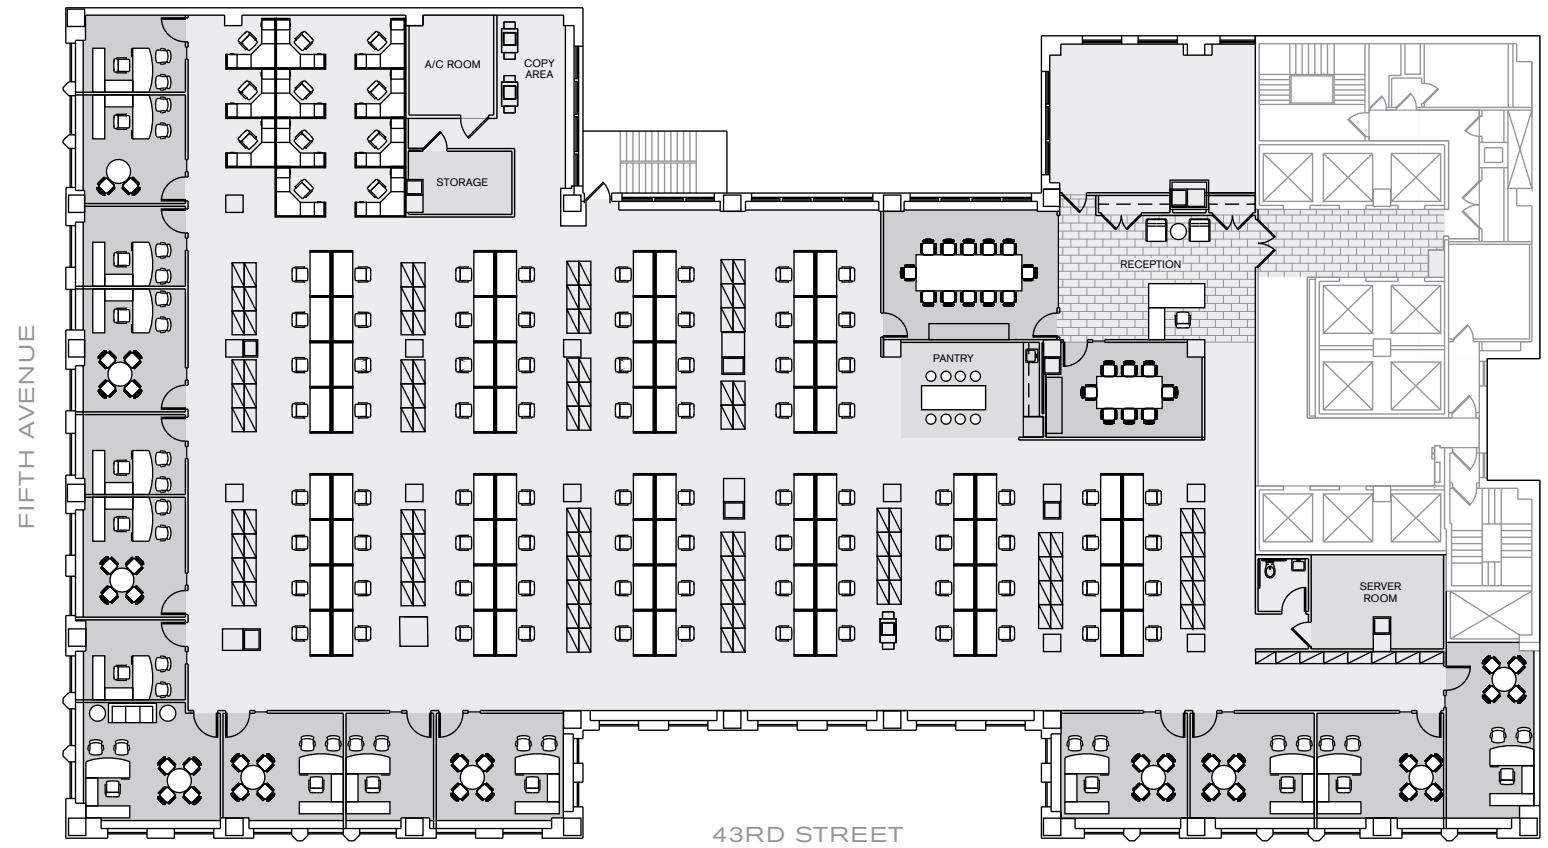 A/C ROOM
COPY
AREA
STORAGE
RECEPTION
PANTRY
FIFTH AVENUE
SERVER
ROOM
43RD STREET